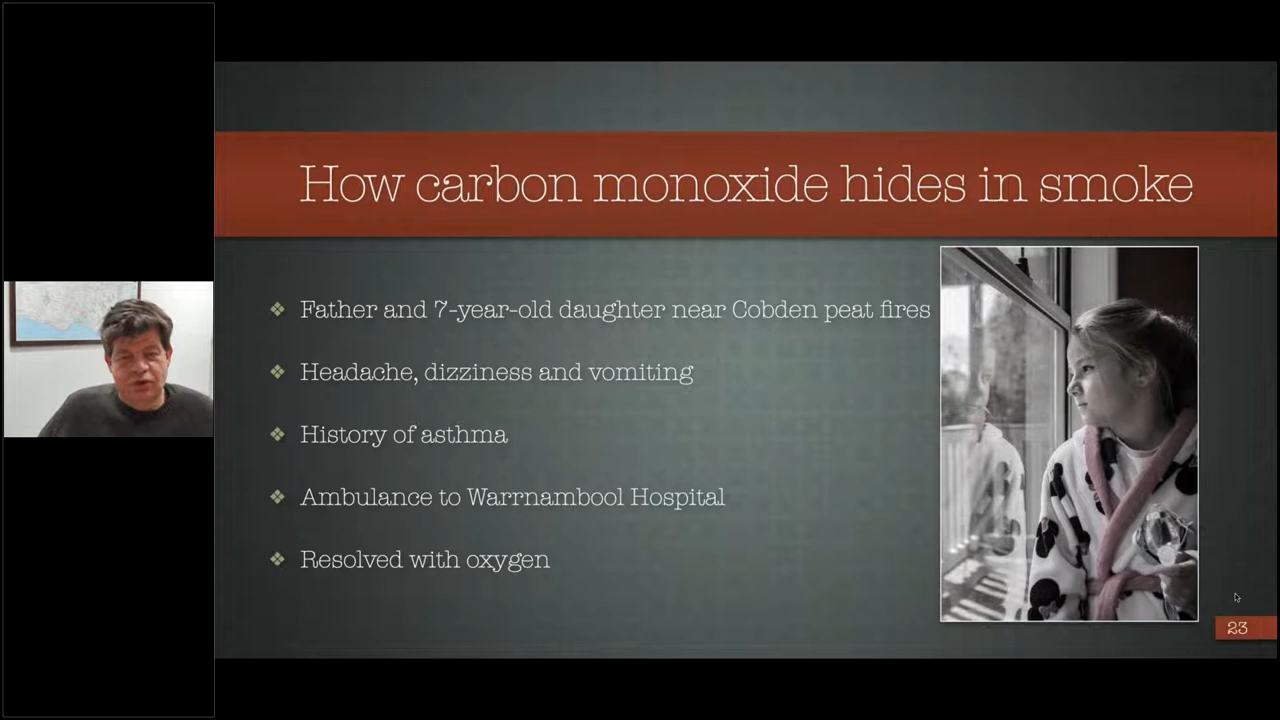 How carbon monoxide hides in smoke
Father and 7-year-old daughter near Cobden peat fires
Headache, dizziness and vomiting
History of asthma
Ambulance to Warrnambool Hospital
Resolved with oxygen
23